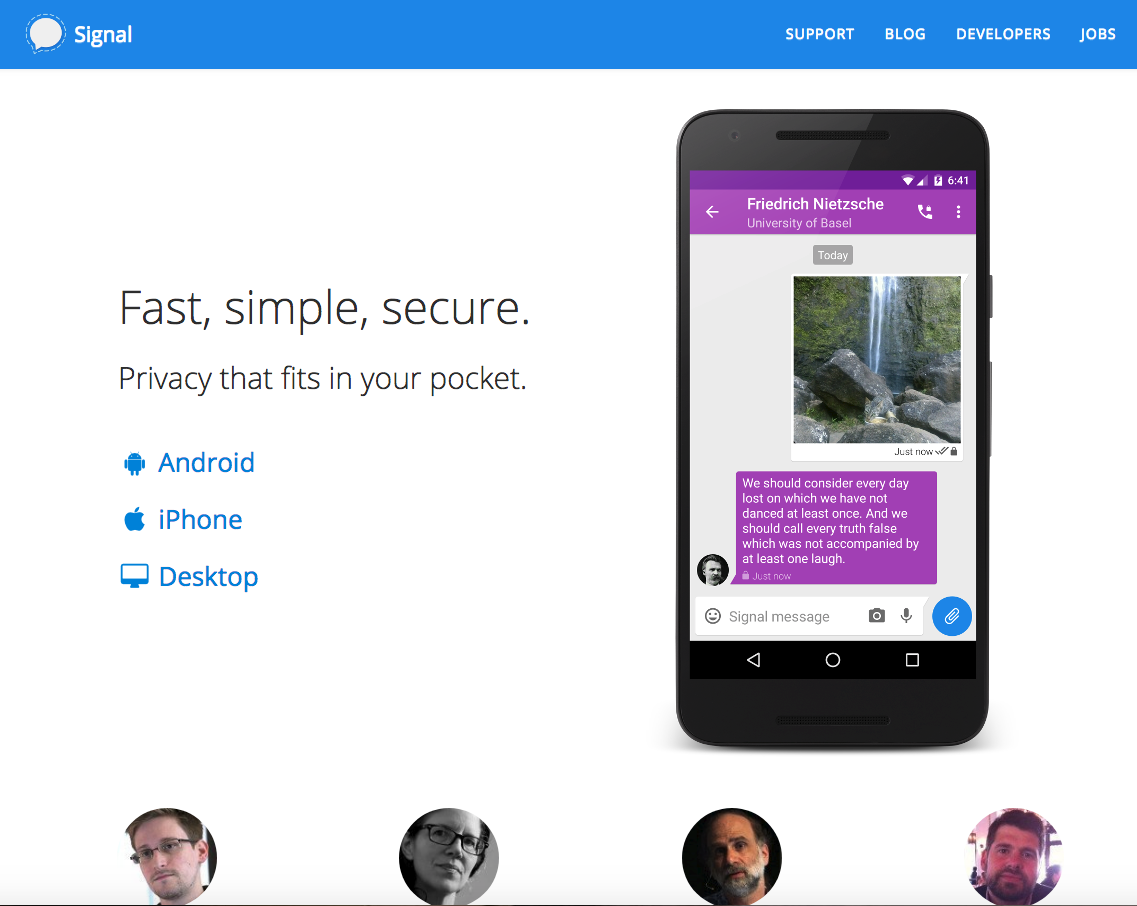 Signal
SUPPORT BLOG DEVELOPERS JOBS
Fast, simple, secure.
Privacy that fits in your pocket.
Android
iPhone
Desktop
6:41
Friedrich Nietzsche
University of Basel
Today
Just now
We should consider every day
lost on which we have not
danced at least once. And we
should call every truth false
which was not accompanied by
at least one laugh.
Just now
Signal message